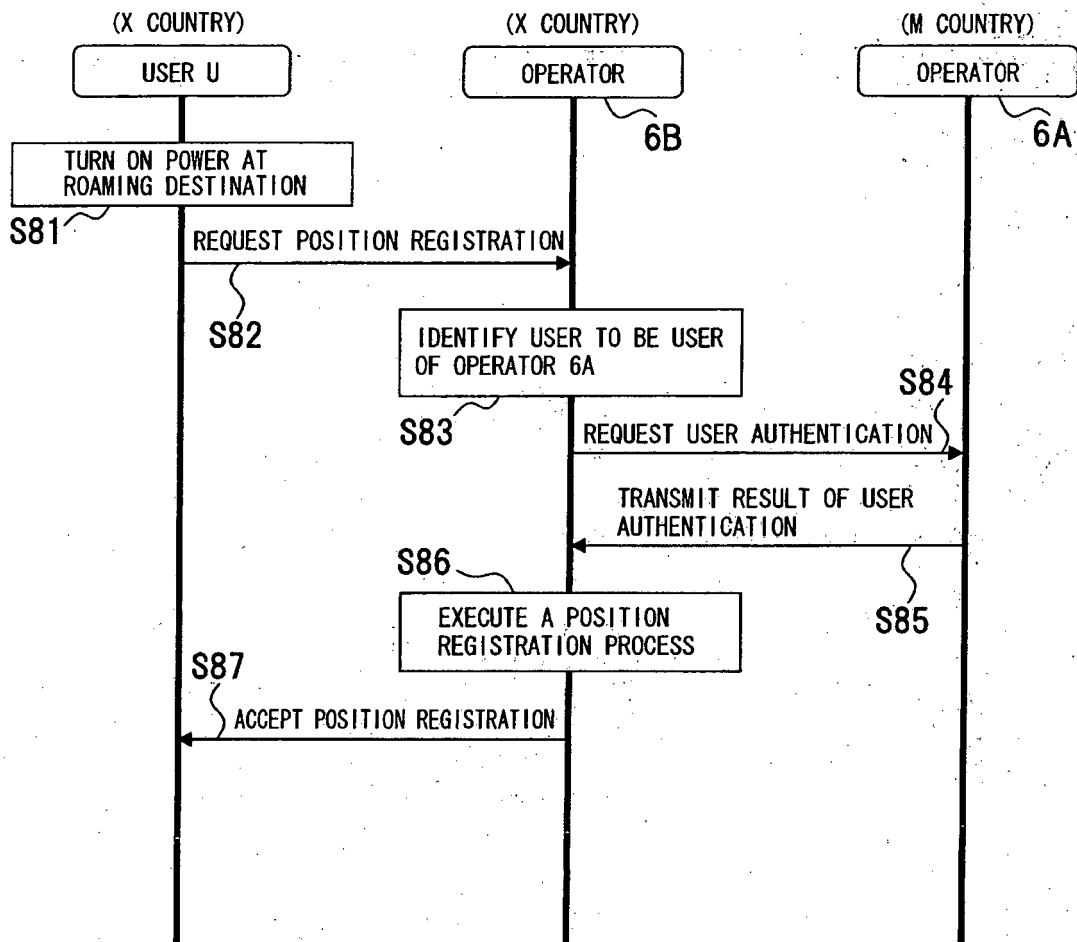 (X COUNTRY)
(X COUNTRY)
(M COUNTRY)
USER U
OPERATOR
OPERATOR
6B
6A
TURN ON POWER AT
ROAMING DESTINATION
S81
REQUEST POSITION REGISTRATION
S82
IDENTIFY USER TO BE USER
OF OPERATOR 6A
S83
S84
REQUEST USER AUTHENTICATION
TRANSMIT RESULT OF USER
AUTHENTICATION
S85
S86
EXECUTE A POSITION
REGISTRATION PROCESS
S87
ACCEPT POSITION REGISTRATION